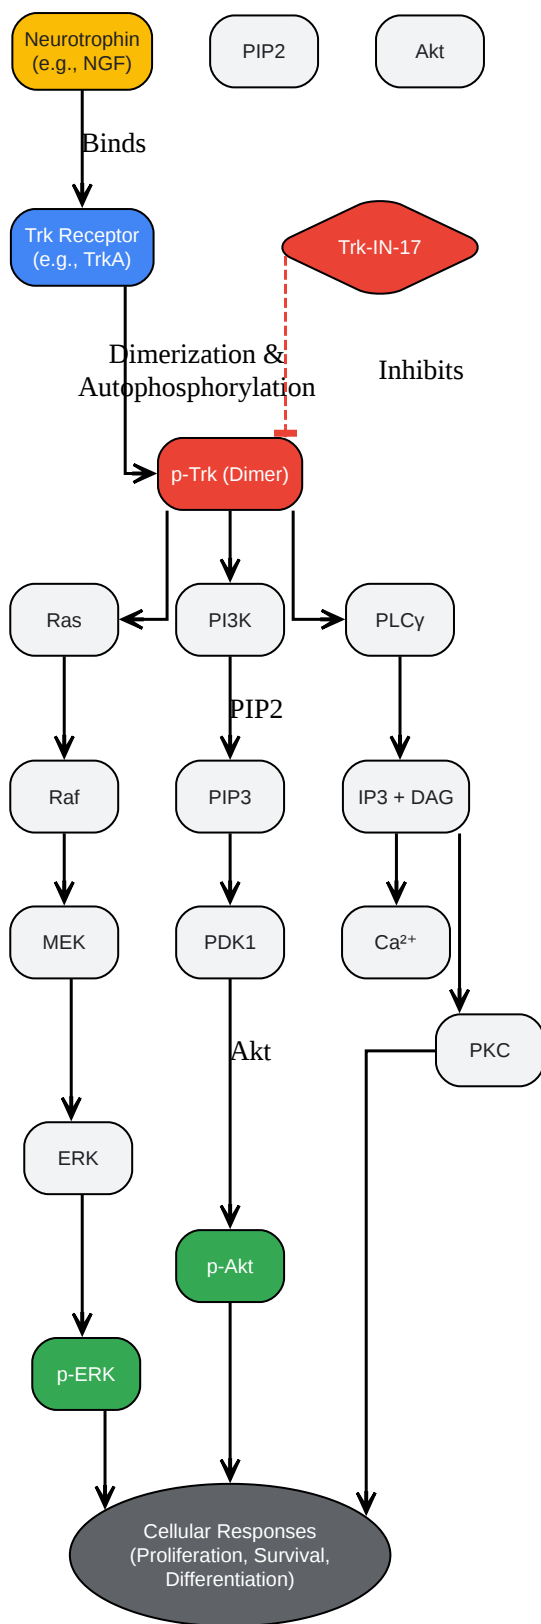 Neurotrophin
(e.g., NGF)
PIP2
Akt
Binds
Trk Receptor
(e.g., TrkA)
Trk-IN-17
Dimerization &
Autophosphorylation
Inhibits
p-Trk (Dimer)
Ras
PI3K
PLCγ
PIP2
Raf
PIP3
IP3 + DAG
MEK
PDK1
Ca²⁺
PKC
Akt
ERK
p-Akt
p-ERK
Cellular Responses
(Proliferation, Survival,
Differentiation)